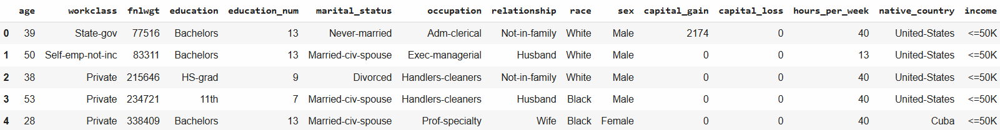 age workclass fnlwgt education education_num marital_status occupation relationship race sex capital_gain capital_loss hours_per_week native_country income
0 39 State-gov 77516 Bachelors 13 Never-married Adm-clerical Not-in-family White Male 2174 0 40 United-States <=50K
1 50 Self-emp-not-inc 83311 Bachelors 13 Married-civ-spouse Exec-managerial Husband White Male 0 0 13 United-States <=50K
2 38 Private 215646 HS-grad 9 Divorced Handlers-cleaners Not-in-family White Male 0 0 40 United-States <=50K
3 53 Private 234721 11th 7 Married-civ-spouse Handlers-cleaners Husband Black Male 0 0 40 United-States <=50K
4 28 Private 338409 Bachelors 13 Married-civ-spouse Prof-specialty Wife Black Female 0 0 40 Cuba <=50K